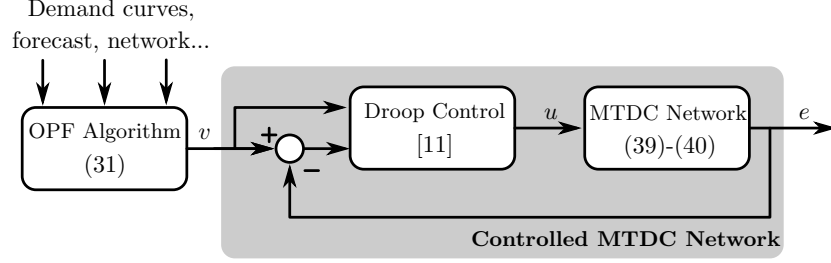 Demand curves,
forecast, network...
OPF Algorithm
(31)
v
+
−
Droop Control
[11]
u
MTDC Network
(39)-(40)
e
Controlled MTDC Network